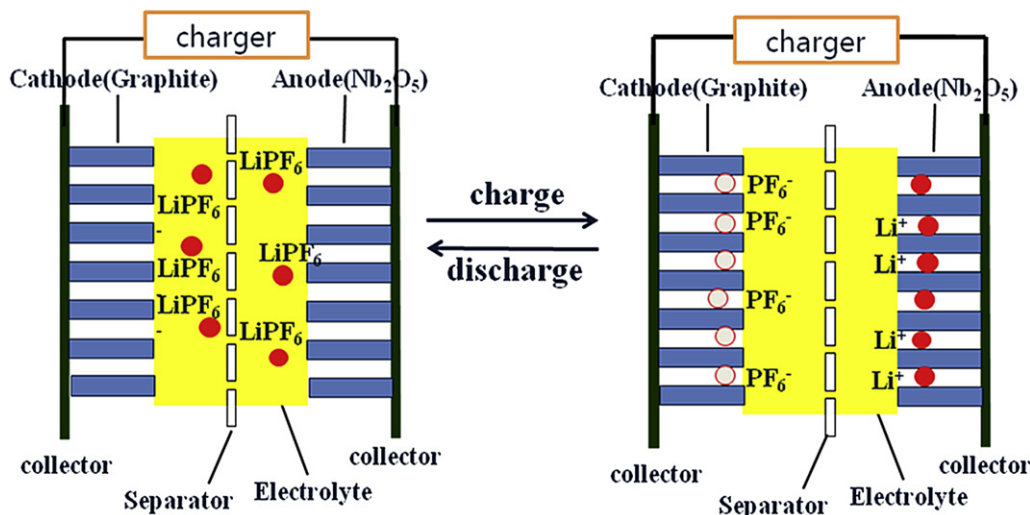 charger
Cathode(Graphite)
Anode(Nb₂O₅)
LiPF₆
LiPF₆
-
LiPF₆
LiPF₆
-
LiPF₆
-
LiPF₆
collector
collector
Separator
Electrolyte
charge
discharge
charger
Cathode(Graphite)
Anode(Nb₂O₅)
PF₆⁻
PF₆⁻
Li⁺
Li⁺
PF₆⁻
Li⁺
PF₆⁻
Li⁺
collector
collector
Separator
Electrolyte